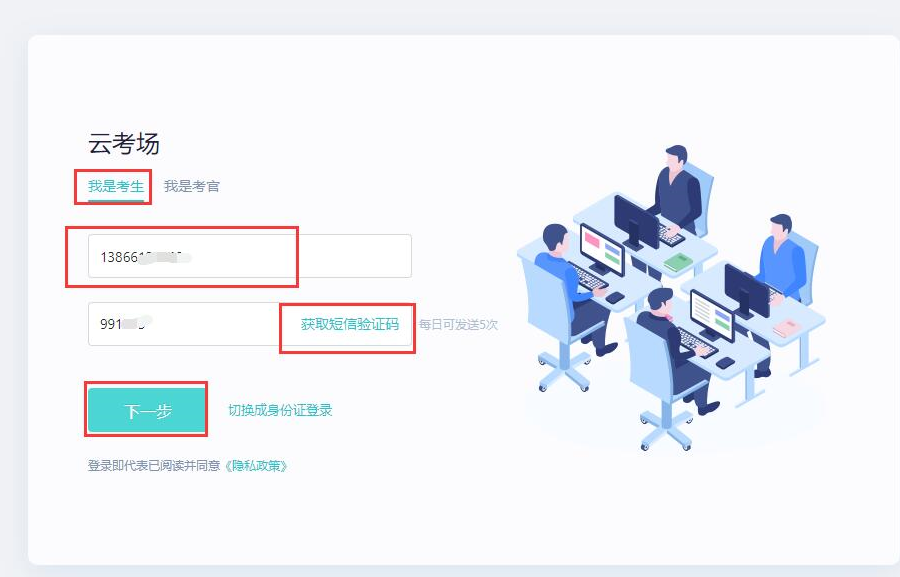 云考场
我是考生 我是考官
13866
991
获取短信验证码 每日可发送5次
下一步 切换成身份证登录
登录即代表已阅读并同意《隐私政策》